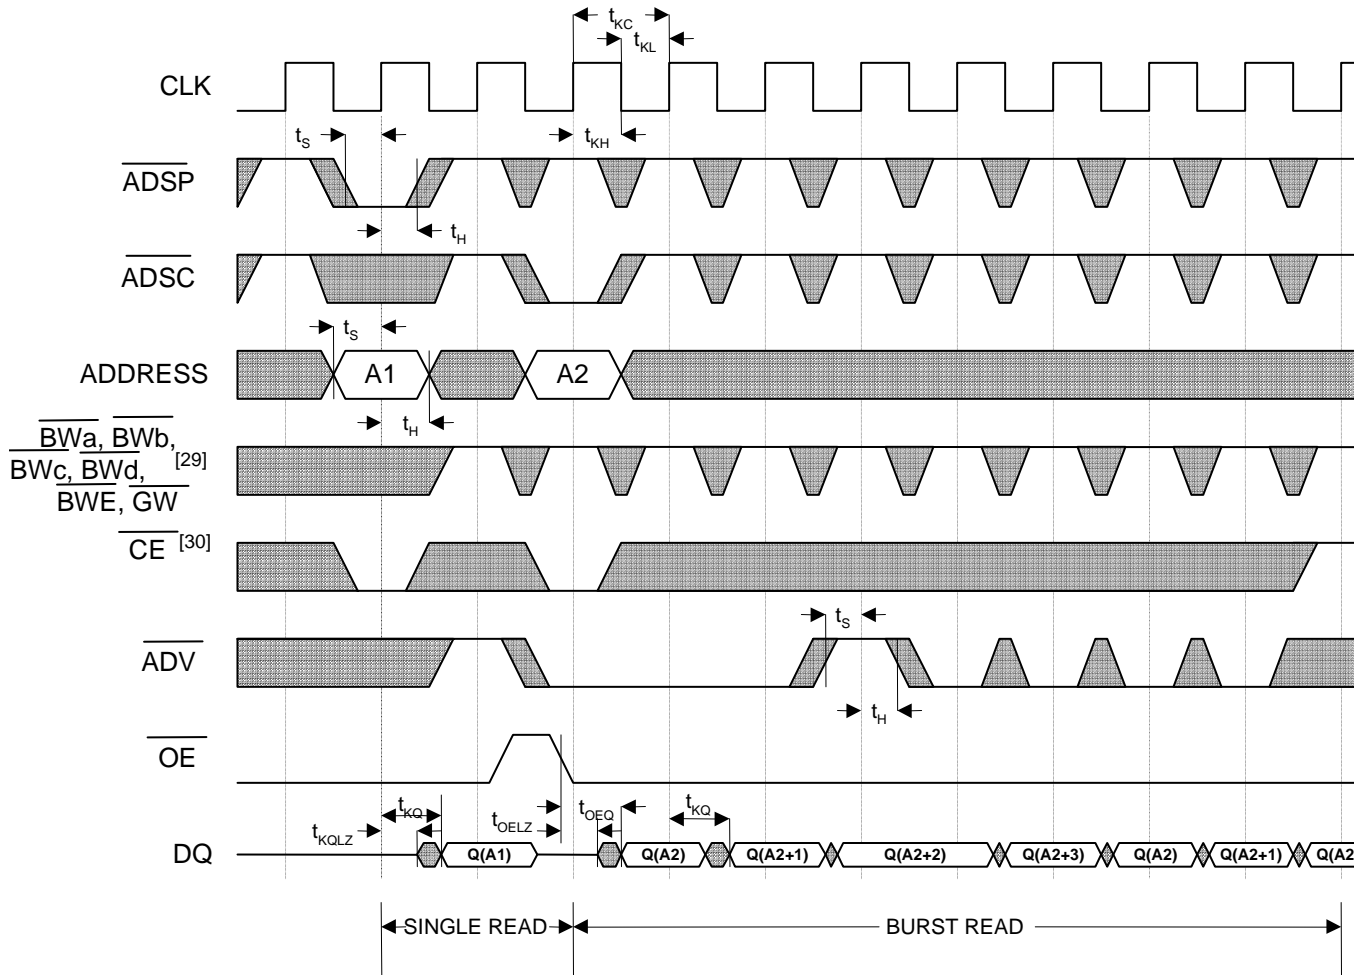 tKC
tKL
CLK
tS
tKH
ADSP
tH
ADSC
tS
ADDRESS A1 A2
tH
BWa, BWb,
BWc, BWd, [29]
BWE, GW
CE [30]
tS
ADV
tH
OE
tKQ tOELZ tOEQ tKQ
tKQLZ
DQ Q(A1) Q(A2) Q(A2+1) Q(A2+2) Q(A2+3) Q(A2) Q(A2+1) Q(A2
SINGLE READ BURST READ